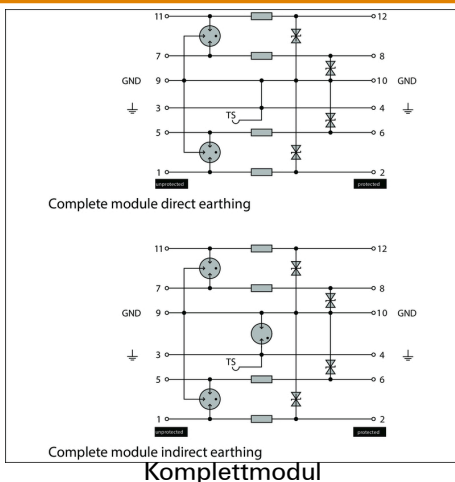 11 12
7 8
GND 9 10 GND
3 4
TS
5 6
1 2
unprotected protected
Complete module direct earthing
11 12
7 8
GND 9 10 GND
3 4
TS
5 6
1 2
unprotected protected
Complete module indirect earthing
Komplettmodul